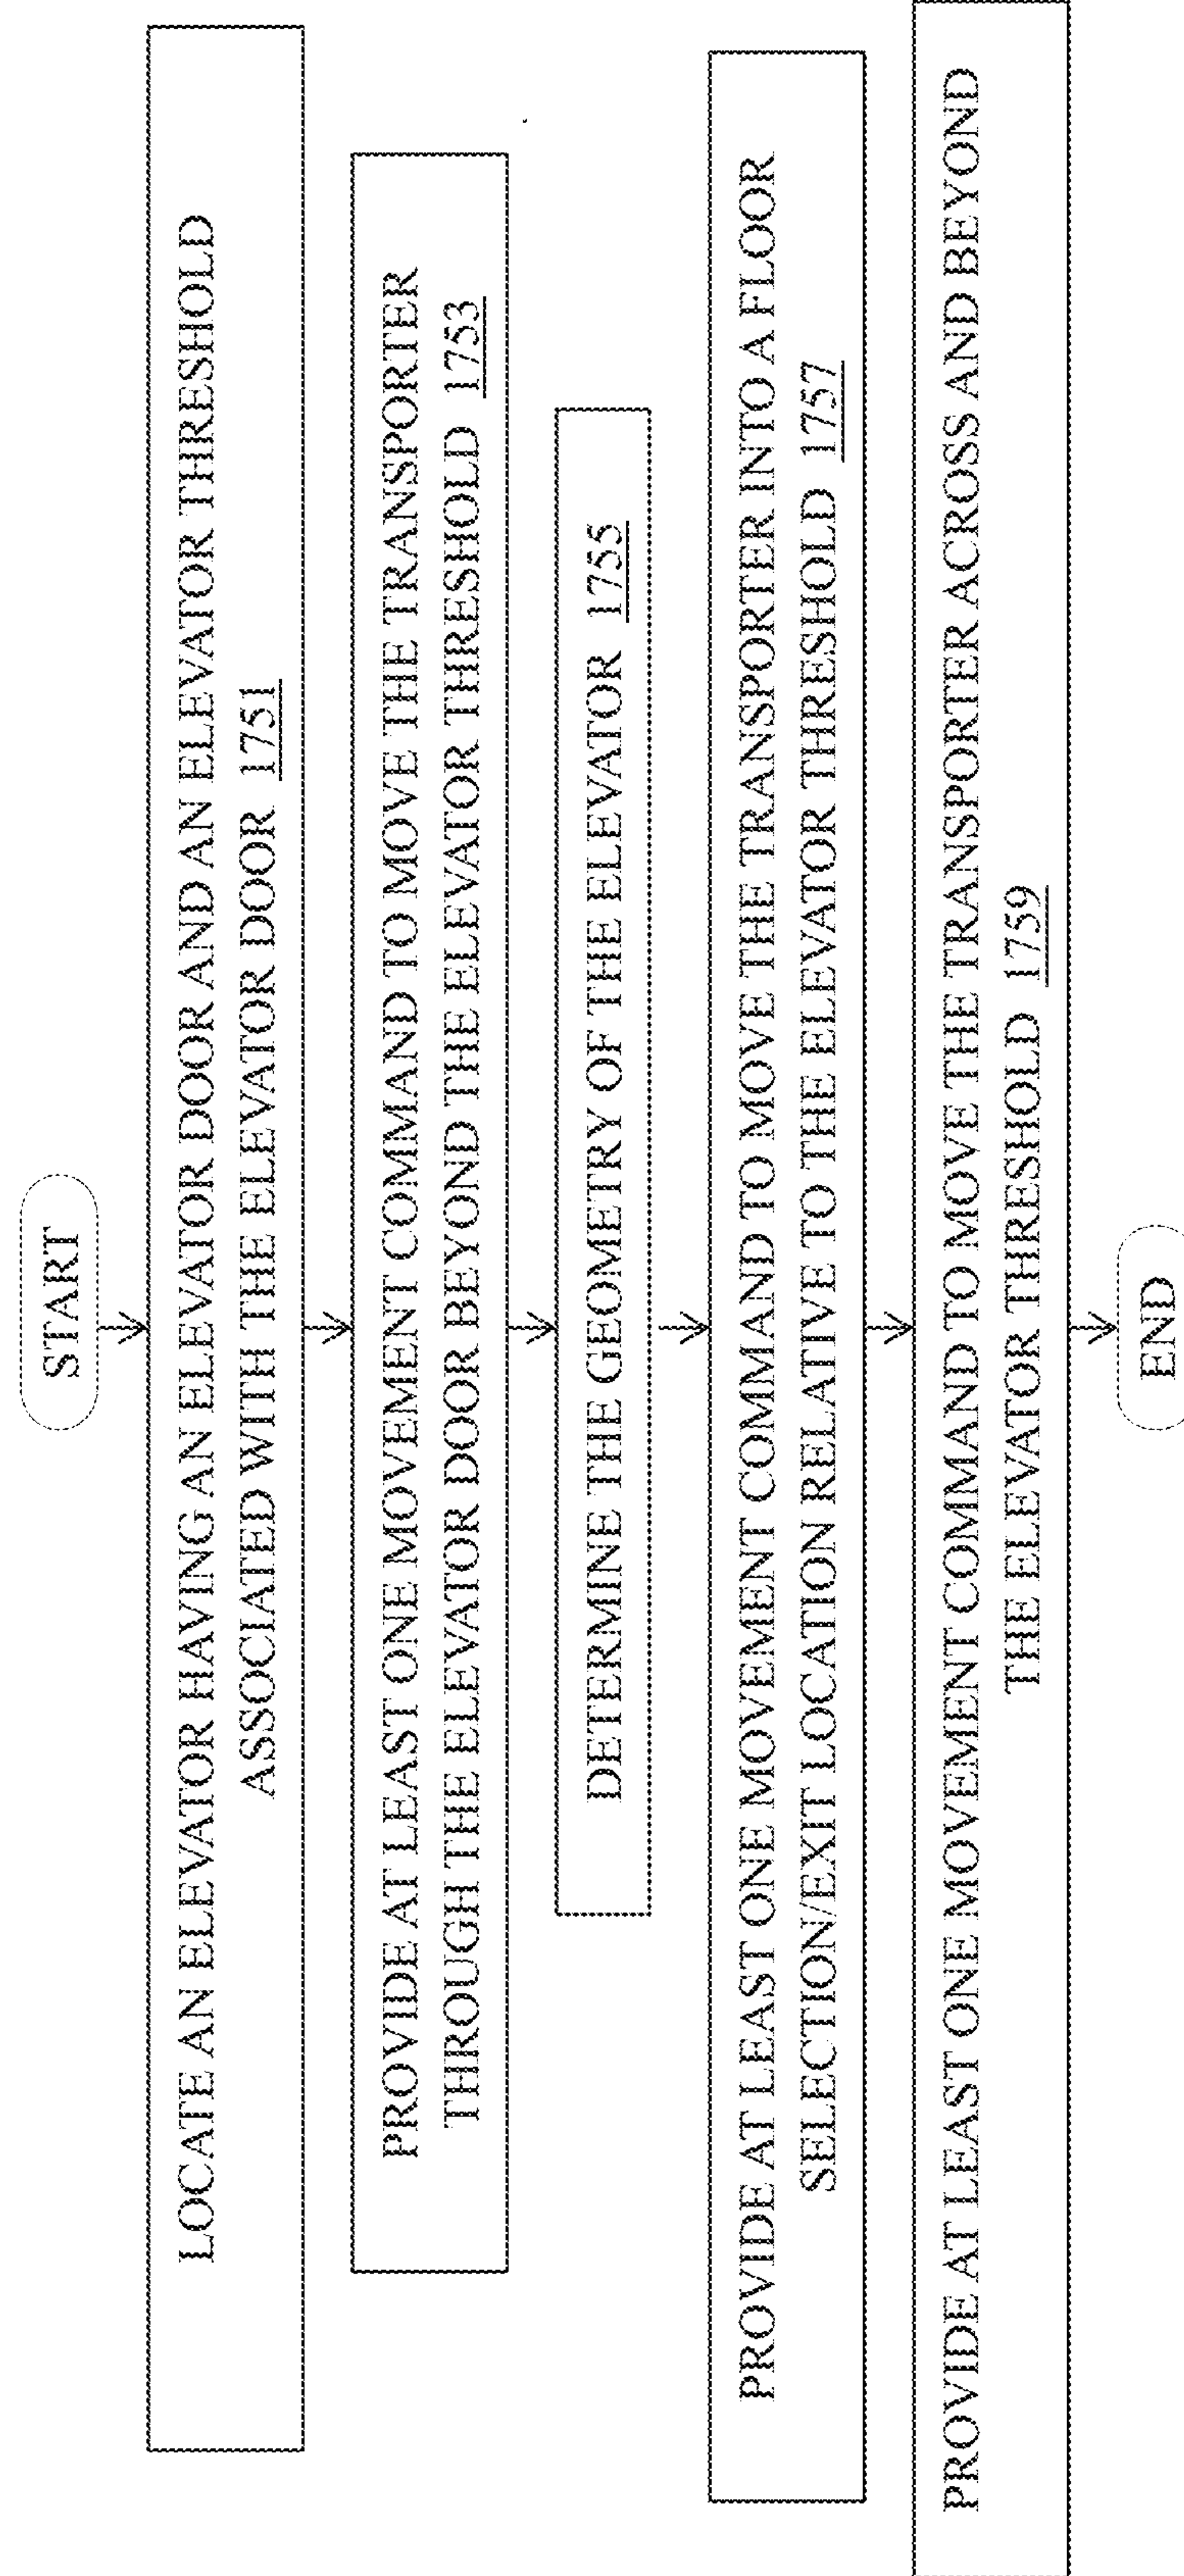 START
LOCATE AN ELEVATOR HAVING AN ELEVATOR DOOR AND AN ELEVATOR THRESHOLD
ASSOCIATED WITH THE ELEVATOR DOOR 1751
PROVIDE AT LEAST ONE MOVEMENT COMMAND TO MOVE THE TRANSPORTER
THROUGH THE ELEVATOR DOOR BEYOND THE ELEVATOR THRESHOLD 1753
DETERMINE THE GEOMETRY OF THE ELEVATOR 1755
PROVIDE AT LEAST ONE MOVEMENT COMMAND TO MOVE THE TRANSPORTER INTO A FLOOR
SELECTION/EXIT LOCATION RELATIVE TO THE ELEVATOR THRESHOLD 1757
PROVIDE AT LEAST ONE MOVEMENT COMMAND TO MOVE THE TRANSPORTER ACROSS AND BEYOND
THE ELEVATOR THRESHOLD 1759
END